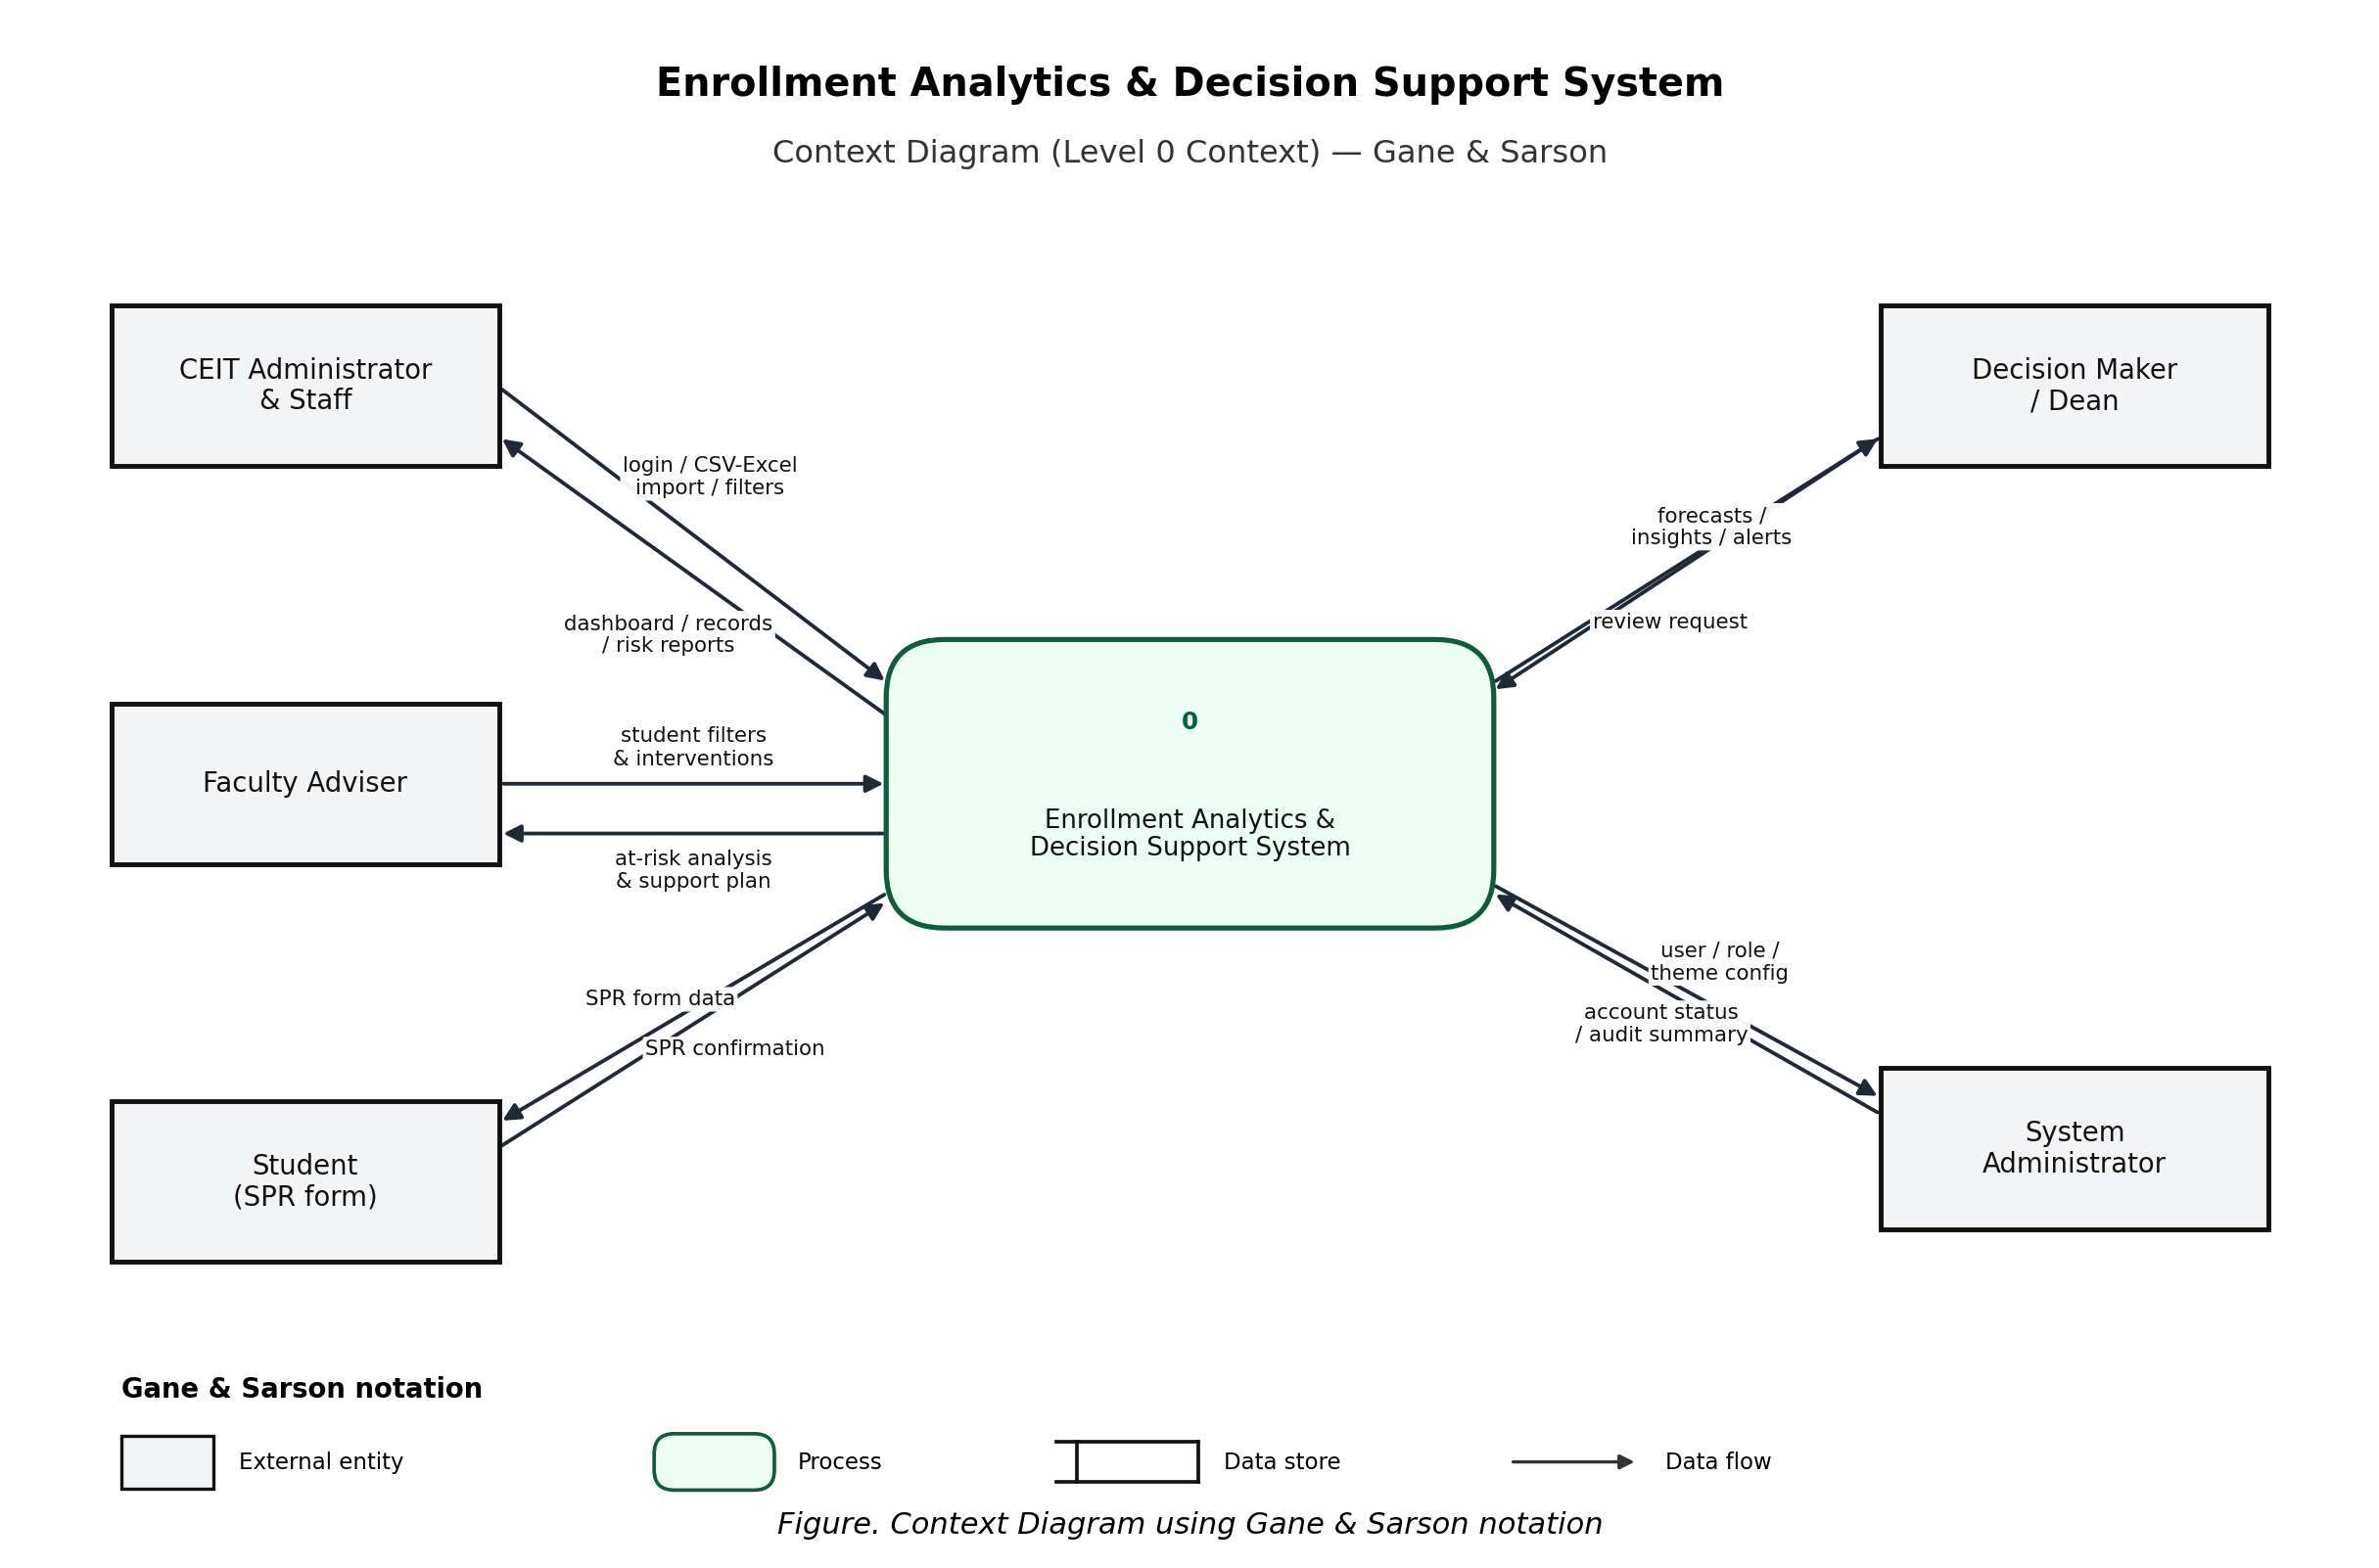 Enrollment Analytics & Decision Support System
Context Diagram (Level 0 Context) — Gane & Sarson
CEIT Administrator
& Staff
Decision Maker
/ Dean
login / CSV-Excel
import / filters
forecasts /
insights / alerts
dashboard / records
/ risk reports
review request
0
Enrollment Analytics &
Decision Support System
Faculty Adviser
student filters
& interventions
at-risk analysis
& support plan
SPR form data
SPR confirmation
user / role /
theme config
account status
/ audit summary
Student
(SPR form)
System
Administrator
Gane & Sarson notation
External entity
Process
Data store
Data flow
Figure. Context Diagram using Gane & Sarson notation